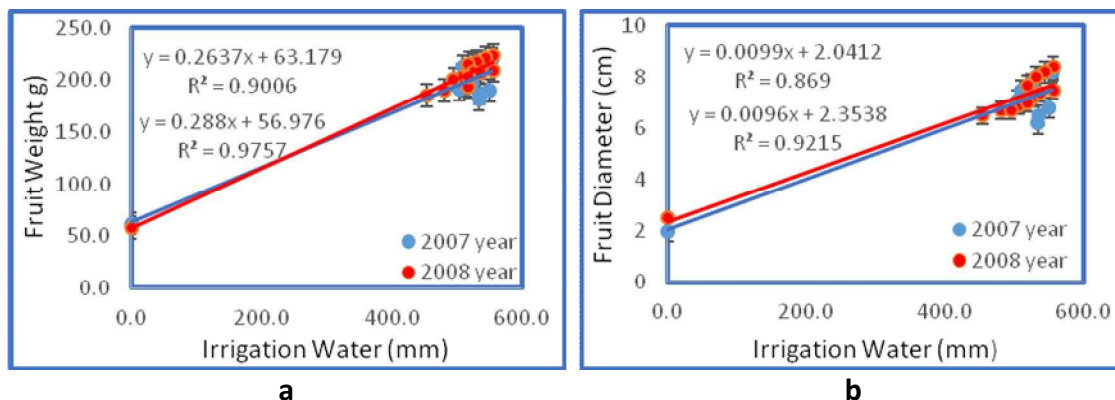 250.0
200.0
150.0
100.0
50.0
0.0
Fruit Weight g)
y = 0.2637x + 63.179
R² = 0.9006
y = 0.288x + 56.976
R² = 0.9757
2007 year
2008 year
0.0 200.0 400.0 600.0
Irrigation Water (mm)
a
10
8
6
4
2
0
Fruit Diameter (cm)
y = 0.0099x + 2.0412
R² = 0.869
y = 0.0096x + 2.3538
R² = 0.9215
2007 year
2008 year
0.0 200.0 400.0 600.0
Irrigation Water (mm)
b